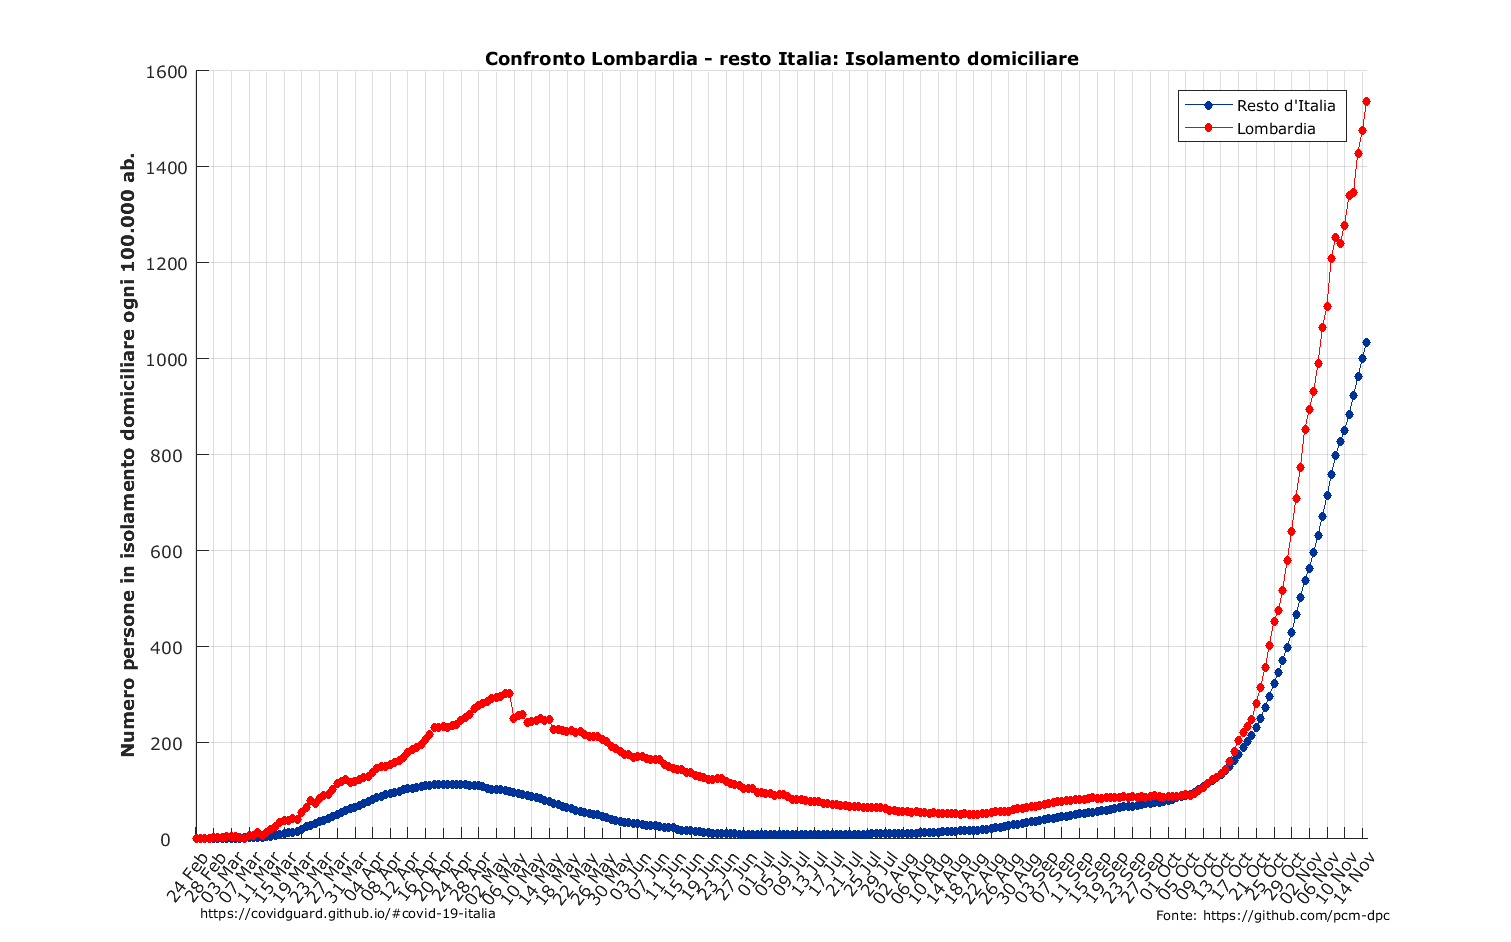 Confronto Lombardia - resto Italia: Isolamento domiciliare
Numero persone in isolamento domiciliare ogni 100.000 ab.
1600
1400
1200
1000
800
600
400
200
0
Resto d'Italia
Lombardia
24 Feb
28 Feb
03 Mar
07 Mar
11 Mar
15 Mar
19 Mar
23 Mar
27 Mar
31 Mar
04 Apr
08 Apr
12 Apr
16 Apr
20 Apr
24 Apr
28 Apr
02 May
06 May
10 May
14 May
18 May
22 May
26 May
30 May
03 Jun
07 Jun
11 Jun
15 Jun
19 Jun
23 Jun
27 Jun
01 Jul
05 Jul
09 Jul
13 Jul
17 Jul
21 Jul
25 Jul
29 Jul
02 Aug
06 Aug
10 Aug
14 Aug
18 Aug
22 Aug
26 Aug
30 Aug
03 Sep
07 Sep
11 Sep
15 Sep
19 Sep
23 Sep
27 Sep
01 Oct
05 Oct
09 Oct
13 Oct
17 Oct
21 Oct
25 Oct
29 Oct
02 Nov
06 Nov
10 Nov
14 Nov
https://covidguard.github.io/#covid-19-italia
Fonte: https://github.com/pcm-dpc